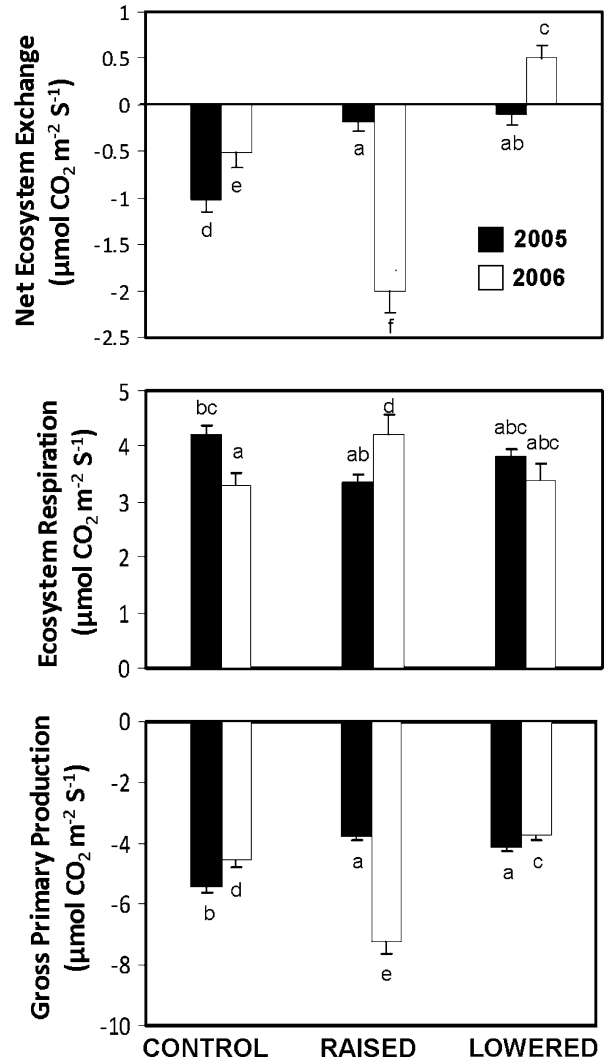 Net Ecosystem Exchange
(µmol CO2 m-2 S-1)
1
0.5
0
-0.5
-1
-1.5
-2
-2.5
d
e
a
f
ab
c
2005
2006
Ecosystem Respiration
(µmol CO2 m-2 S-1)
5
4
3
2
1
0
bc
a
ab
d
abc
abc
Gross Primary Production
(µmol CO2 m-2 S-1)
0
-2
-4
-6
-8
-10
b
d
a
e
a
c
CONTROL RAISED LOWERED